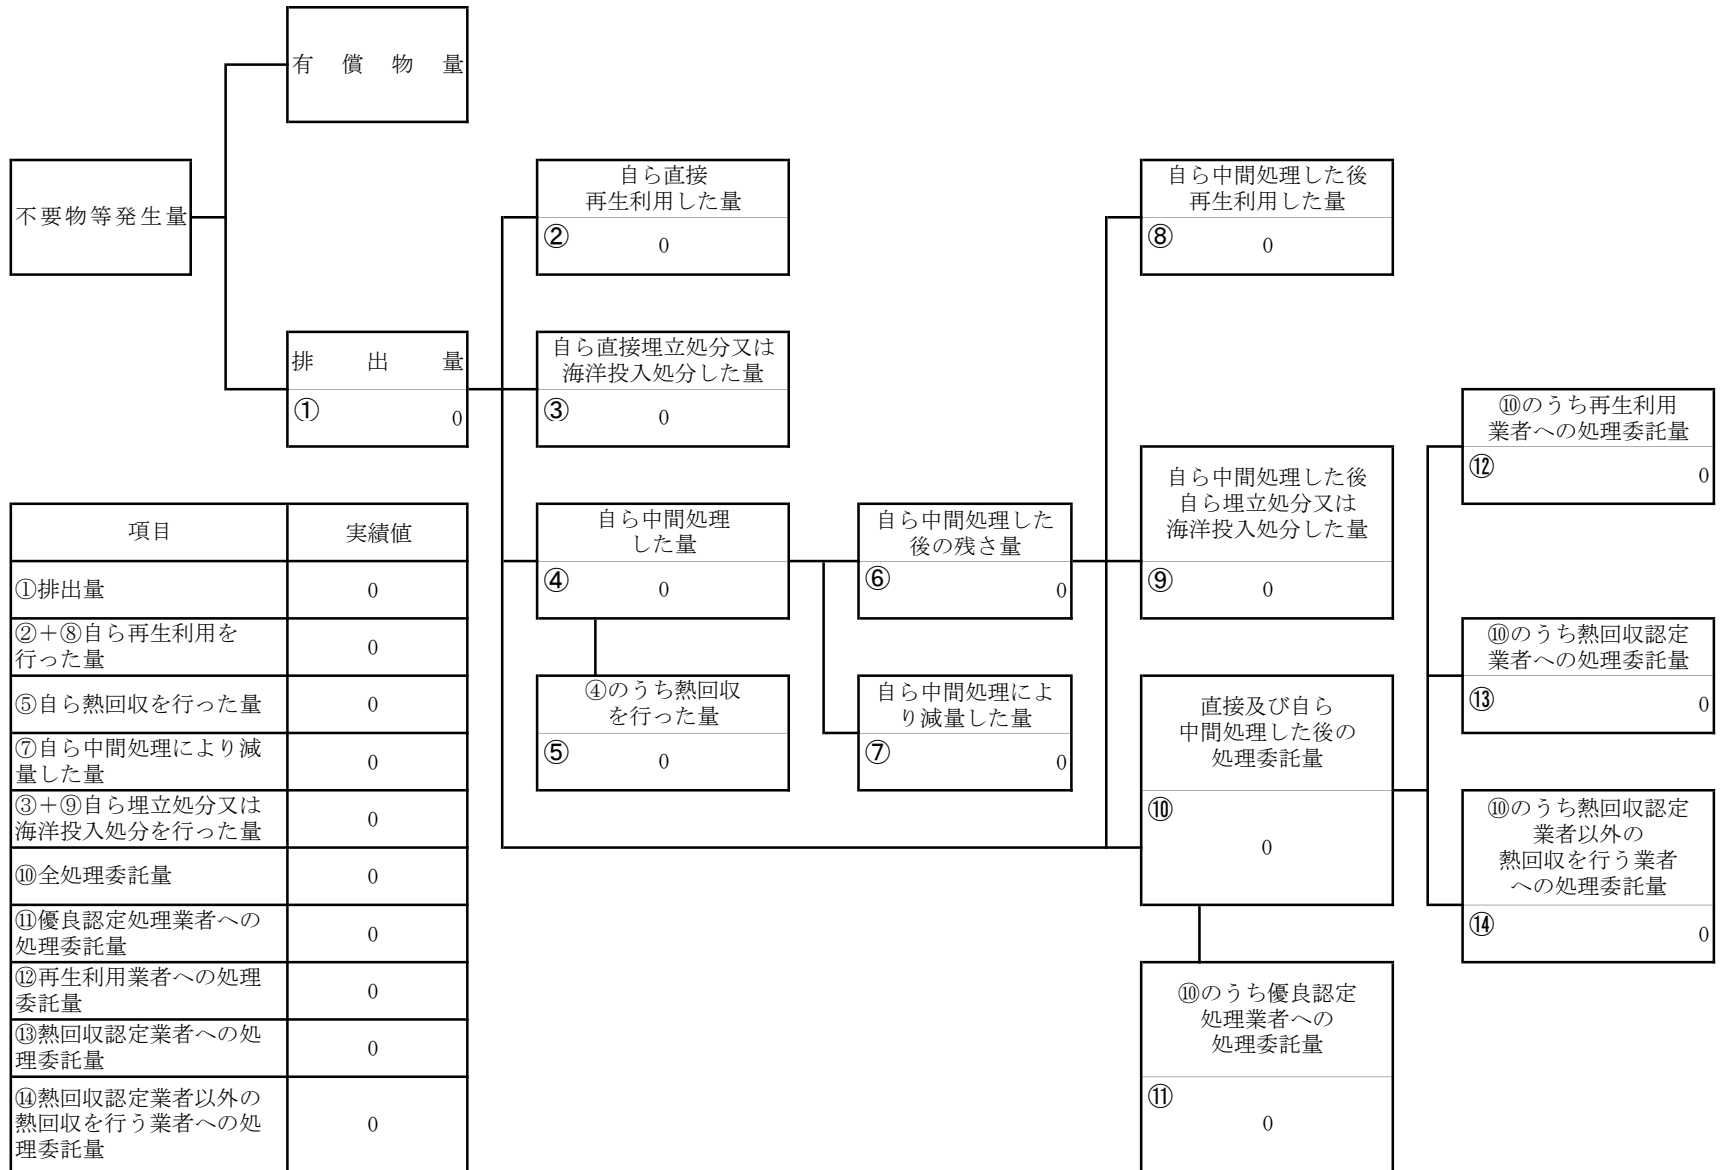 有償物量
不要物等発生量
自ら直接
再生利用した量
②
0
自ら中間処理した後
再生利用した量
⑧
0
排出量
①
0
自ら直接埋立処分又は
海洋投入処分した量
③
0
⑩のうち再生利用
業者への処理委託量
⑫
0
自ら中間処理
した量
④
0
自ら中間処理した
後の残さ量
⑥
0
自ら中間処理した後
自ら埋立処分又は
海洋投入処分した量
⑨
0
⑩のうち熱回収認定
業者への処理委託量
⑬
0
④のうち熱回収
を行った量
⑤
0
自ら中間処理によ
り減量した量
⑦
0
直接及び自ら
中間処理した後の
処理委託量
⑩
0
⑩のうち熱回収認定
業者以外の
熱回収を行う業者
への処理委託量
⑭
0
⑩のうち優良認定
処理業者への
処理委託量
⑪
0
項目 実績値
①排出量 0
②+⑧自ら再生利用を
行った量 0
⑤自ら熱回収を行った量 0
⑦自ら中間処理により減
量した量 0
③+⑨自ら埋立処分又は
海洋投入処分を行った量 0
⑩全処理委託量 0
⑪優良認定処理業者への
処理委託量 0
⑫再生利用業者への処理
委託量 0
⑬熱回収認定業者への処
理委託量 0
⑭熱回収認定業者以外の
熱回収を行う業者への処
理委託量 0